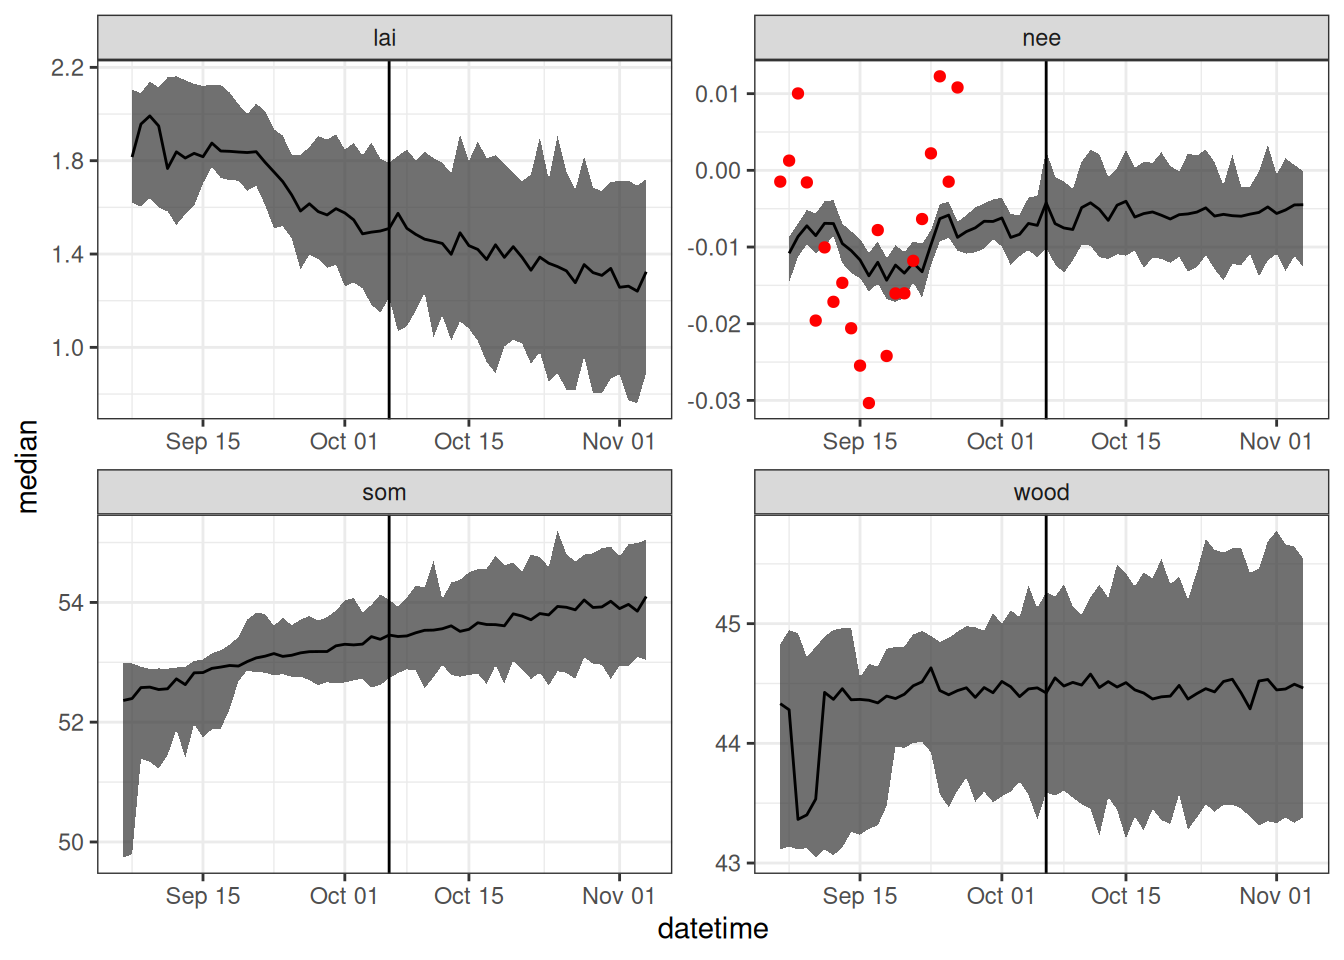 lai
nee
2.2
1.8
1.4
1.0
0.01
0.00
-0.01
-0.02
-0.03
Sep 15 Oct 01 Oct 15 Nov 01
Sep 15 Oct 01 Oct 15 Nov 01
median
som
wood
54
52
50
45
44
43
Sep 15 Oct 01 Oct 15 Nov 01
Sep 15 Oct 01 Oct 15 Nov 01
datetime